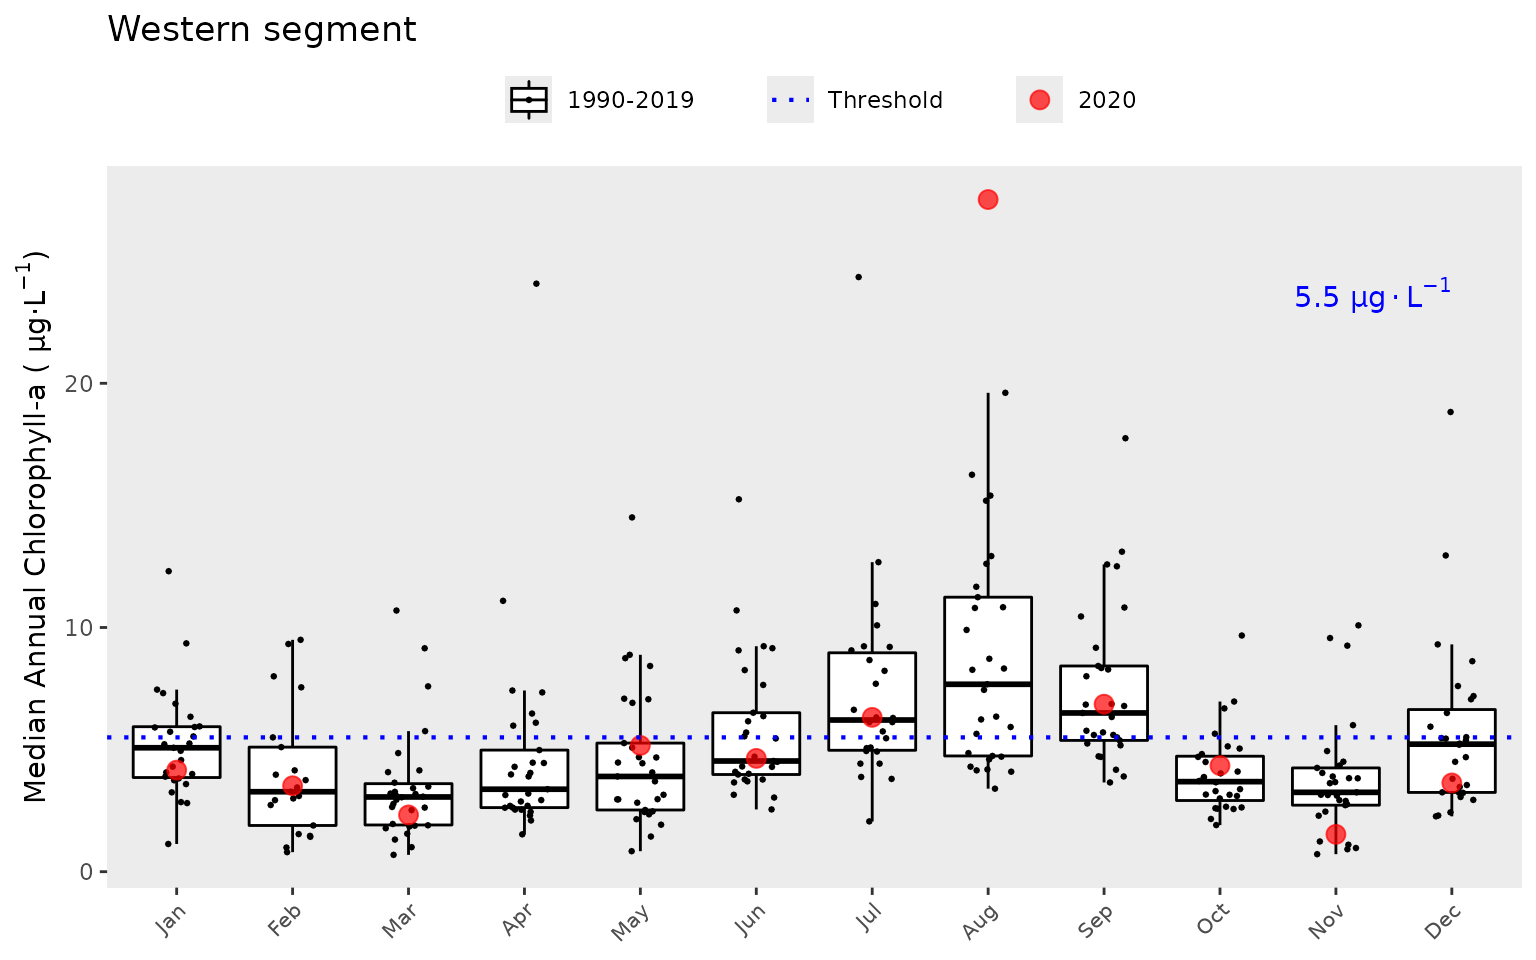 Western segment
1990-2019
Threshold
2020
Median Annual Chlorophyll-a ( µg·L⁻¹)
5.5 µg·L⁻¹
20
10
0
Jan
Feb
Mar
Apr
May
Jun
Jul
Aug
Sep
Oct
Nov
Dec